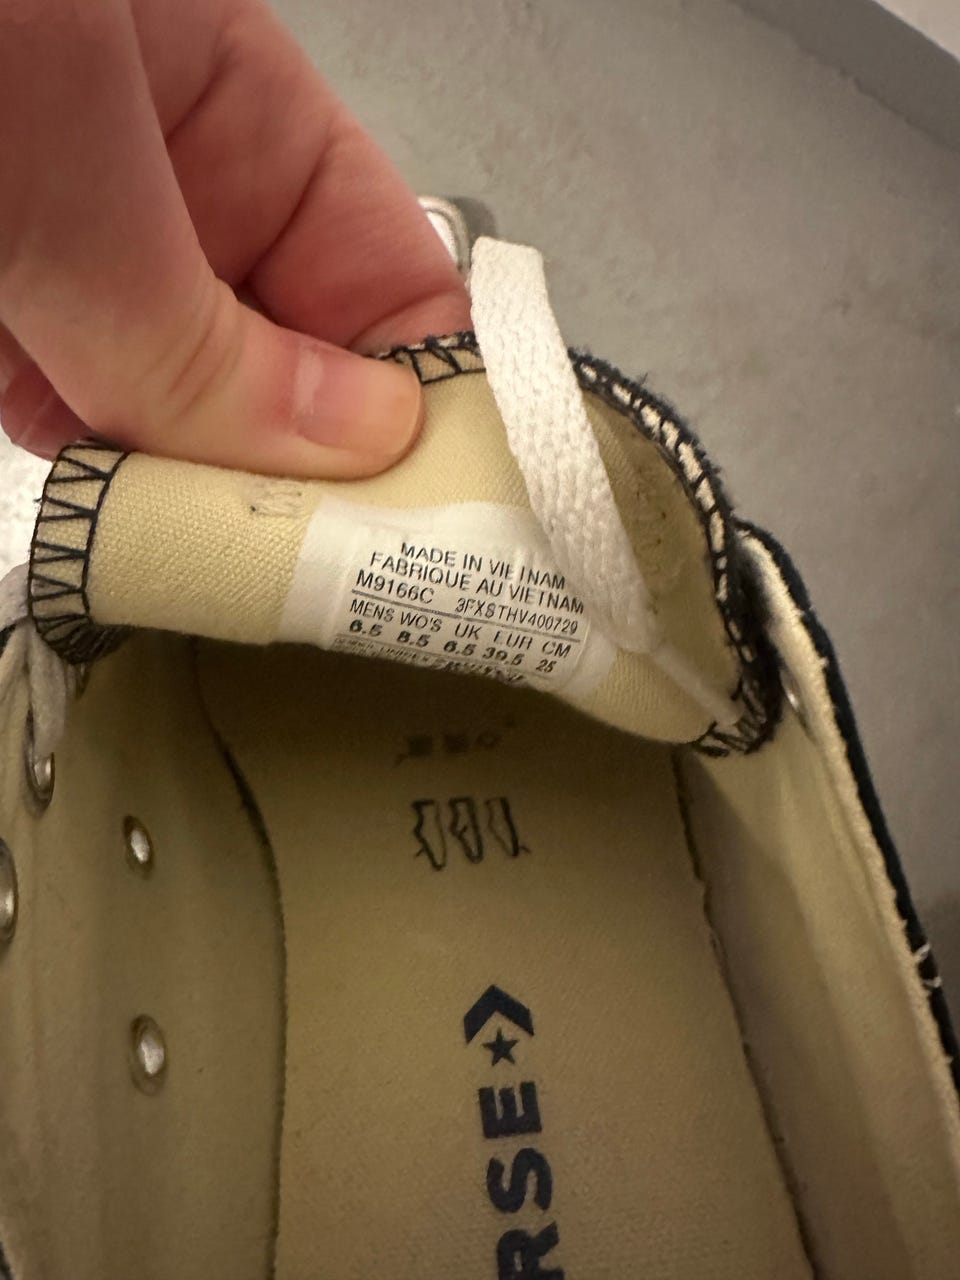 MADE IN VIETNAM
FABRIQUE AU VIETNAM
M9166C 3FXSTHV400729
MENS WO'S UK EUR CM
6.5 8.5 6.5 39.5 25
RSE